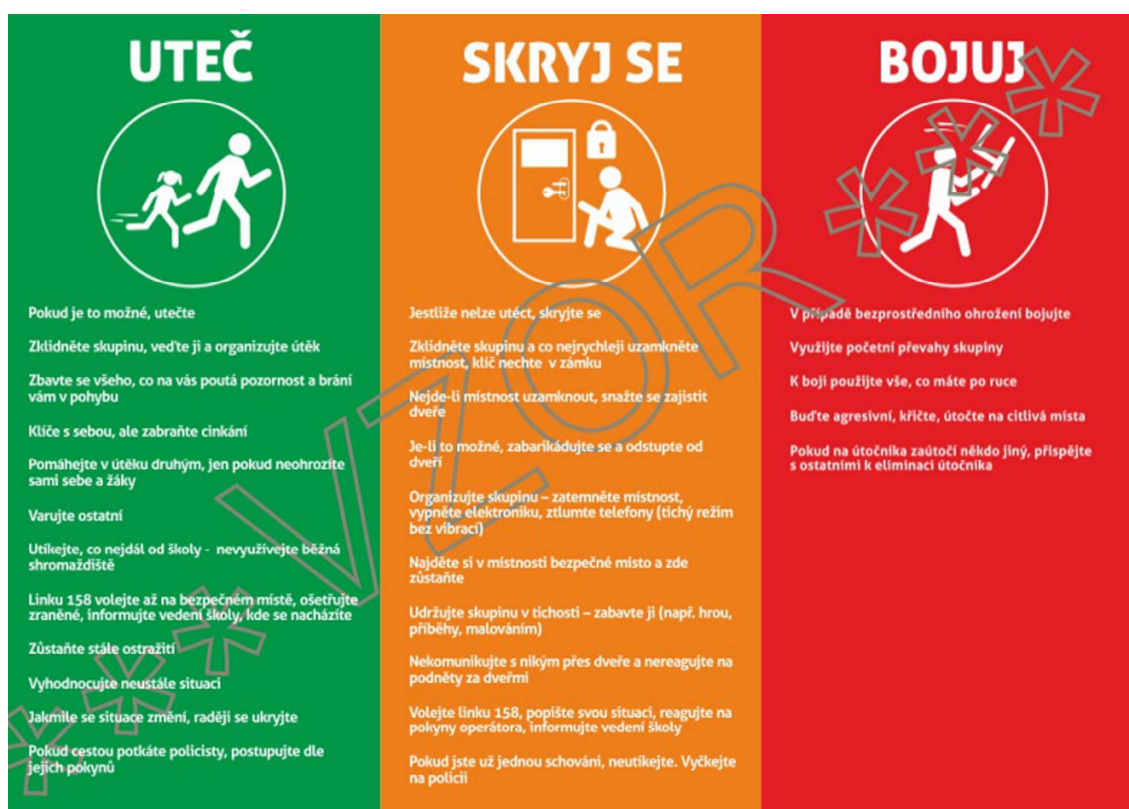 UTEČ
Pokud je to možné, utečte
Zklidněte skupinu, veďte ji a organizujte útěk
Zbavte se všeho, co na vás poutá pozornost a brání
vám v pohybu
Klíče s sebou, ale zabraňte cinkání
Pomáhejte v útěku druhým, jen pokud neohrozíte
sami sebe a žáky
Varujte ostatní
Utíkejte, co nejdál od školy - nevyužívejte běžná
shromaždiště
Linku 158 volejte až na bezpečném místě, ošetřujte
zraněné, informujte vedení školy, kde se nacházíte
Zůstaňte stále ostražití
Vyhodnocujte neustále situaci
Jakmile se situace změní, raději se ukryjte
Pokud cestou potkáte policisty, postupujte dle
jejich pokynů
SKRYJ SE
Jestliže nelze utéct, skryjte se
Zklidněte skupinu a co nejrychleji uzamkněte
místnost, klíč nechte v zámku
Nejde-li místnost uzamknout, snažte se zajistit
dveře
Je-li to možné, zabarikádujte se a odstupte od
dveří
Organizujte skupinu – zatemněte místnost,
vypněte elektroniku, ztlumte telefony (tichý režim
bez vibrací)
Najděte si v místnosti bezpečné místo a zde
zůstaňte
Udržujte skupinu v tichosti – zabavte ji (např. hrou,
příběhy, malováním)
Nekomunikujte s nikým přes dveře a nereagujte na
podněty za dveřmi
Volejte linku 158, popište svou situaci, reagujte na
pokyny operátora, informujte vedení školy
Pokud jste už jednou schováni, neutíkejte. Vyčkejte
na policii
BOJUJ
V případě bezprostředního ohrožení bojujte
Využijte početní převahy skupiny
K boji použijte vše, co máte po ruce
Buďte agresivní, křičte, útočte na citlivá místa
Pokud na útočníka zaútočí někdo jiný, přispějte
s ostatními k eliminaci útočníka
***VZOR***